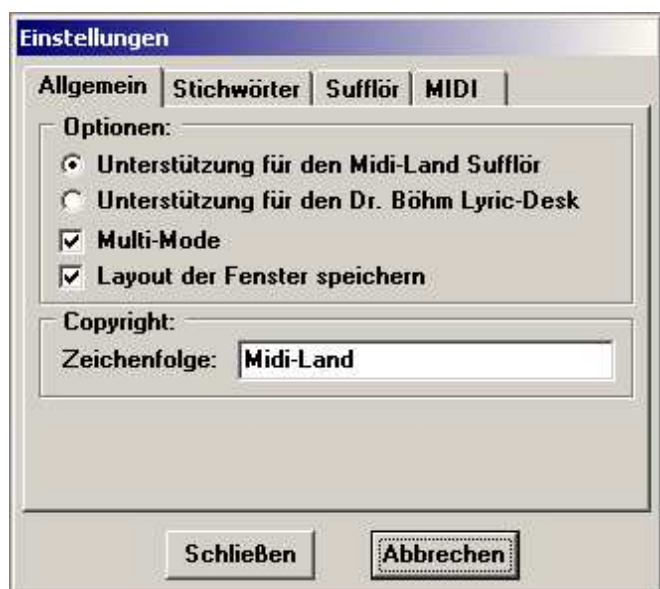 Einstellungen
Allgemein Stichwörter Sufflör MIDI
Optionen:
Unterstützung für den Midi-Land Sufflör
Unterstützung für den Dr. Böhm Lyric-Desk
Multi-Mode
Layout der Fenster speichern
Copyright:
Zeichenfolge: Midi-Land
Schließen Abbrechen